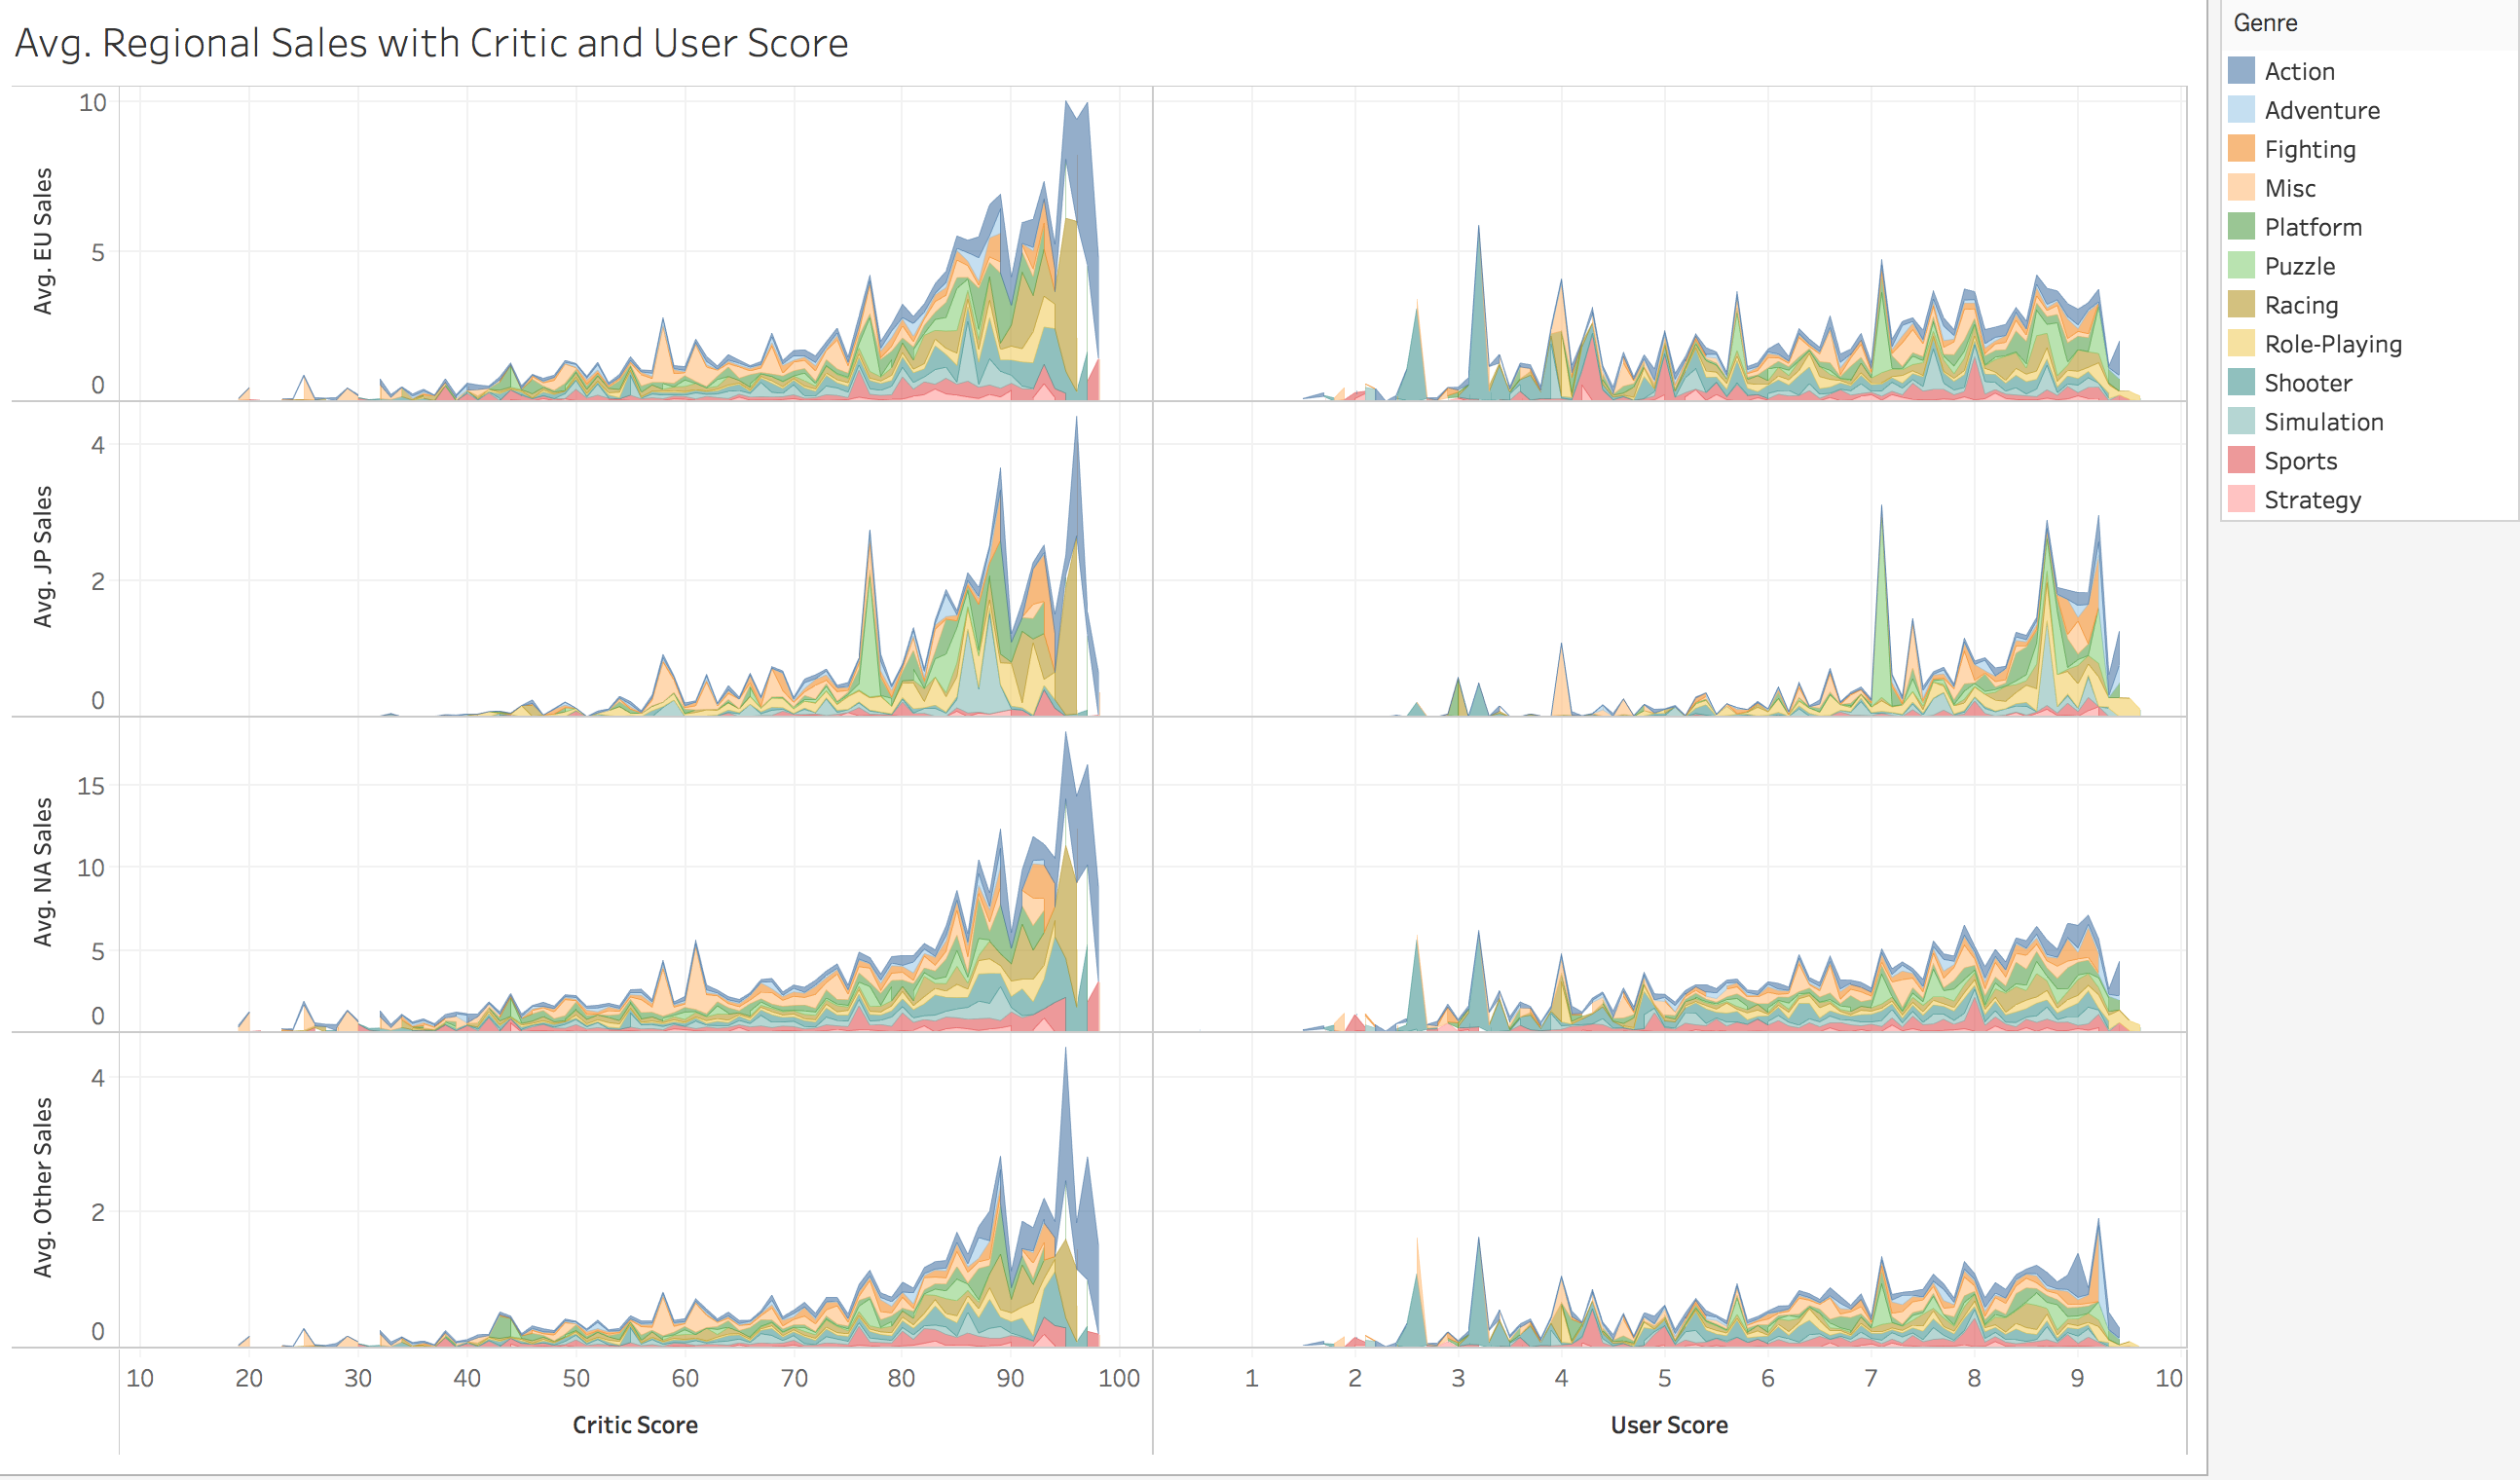 Avg. Regional Sales with Critic and User Score
Genre
Action
Adventure
Fighting
Misc
Platform
Puzzle
Racing
Role-Playing
Shooter
Simulation
Sports
Strategy
Avg. EU Sales
10
5
0
Avg. JP Sales
4
2
0
Avg. NA Sales
15
10
5
0
Avg. Other Sales
4
2
0
10 20 30 40 50 60 70 80 90 100
1 2 3 4 5 6 7 8 9 10
Critic Score
User Score